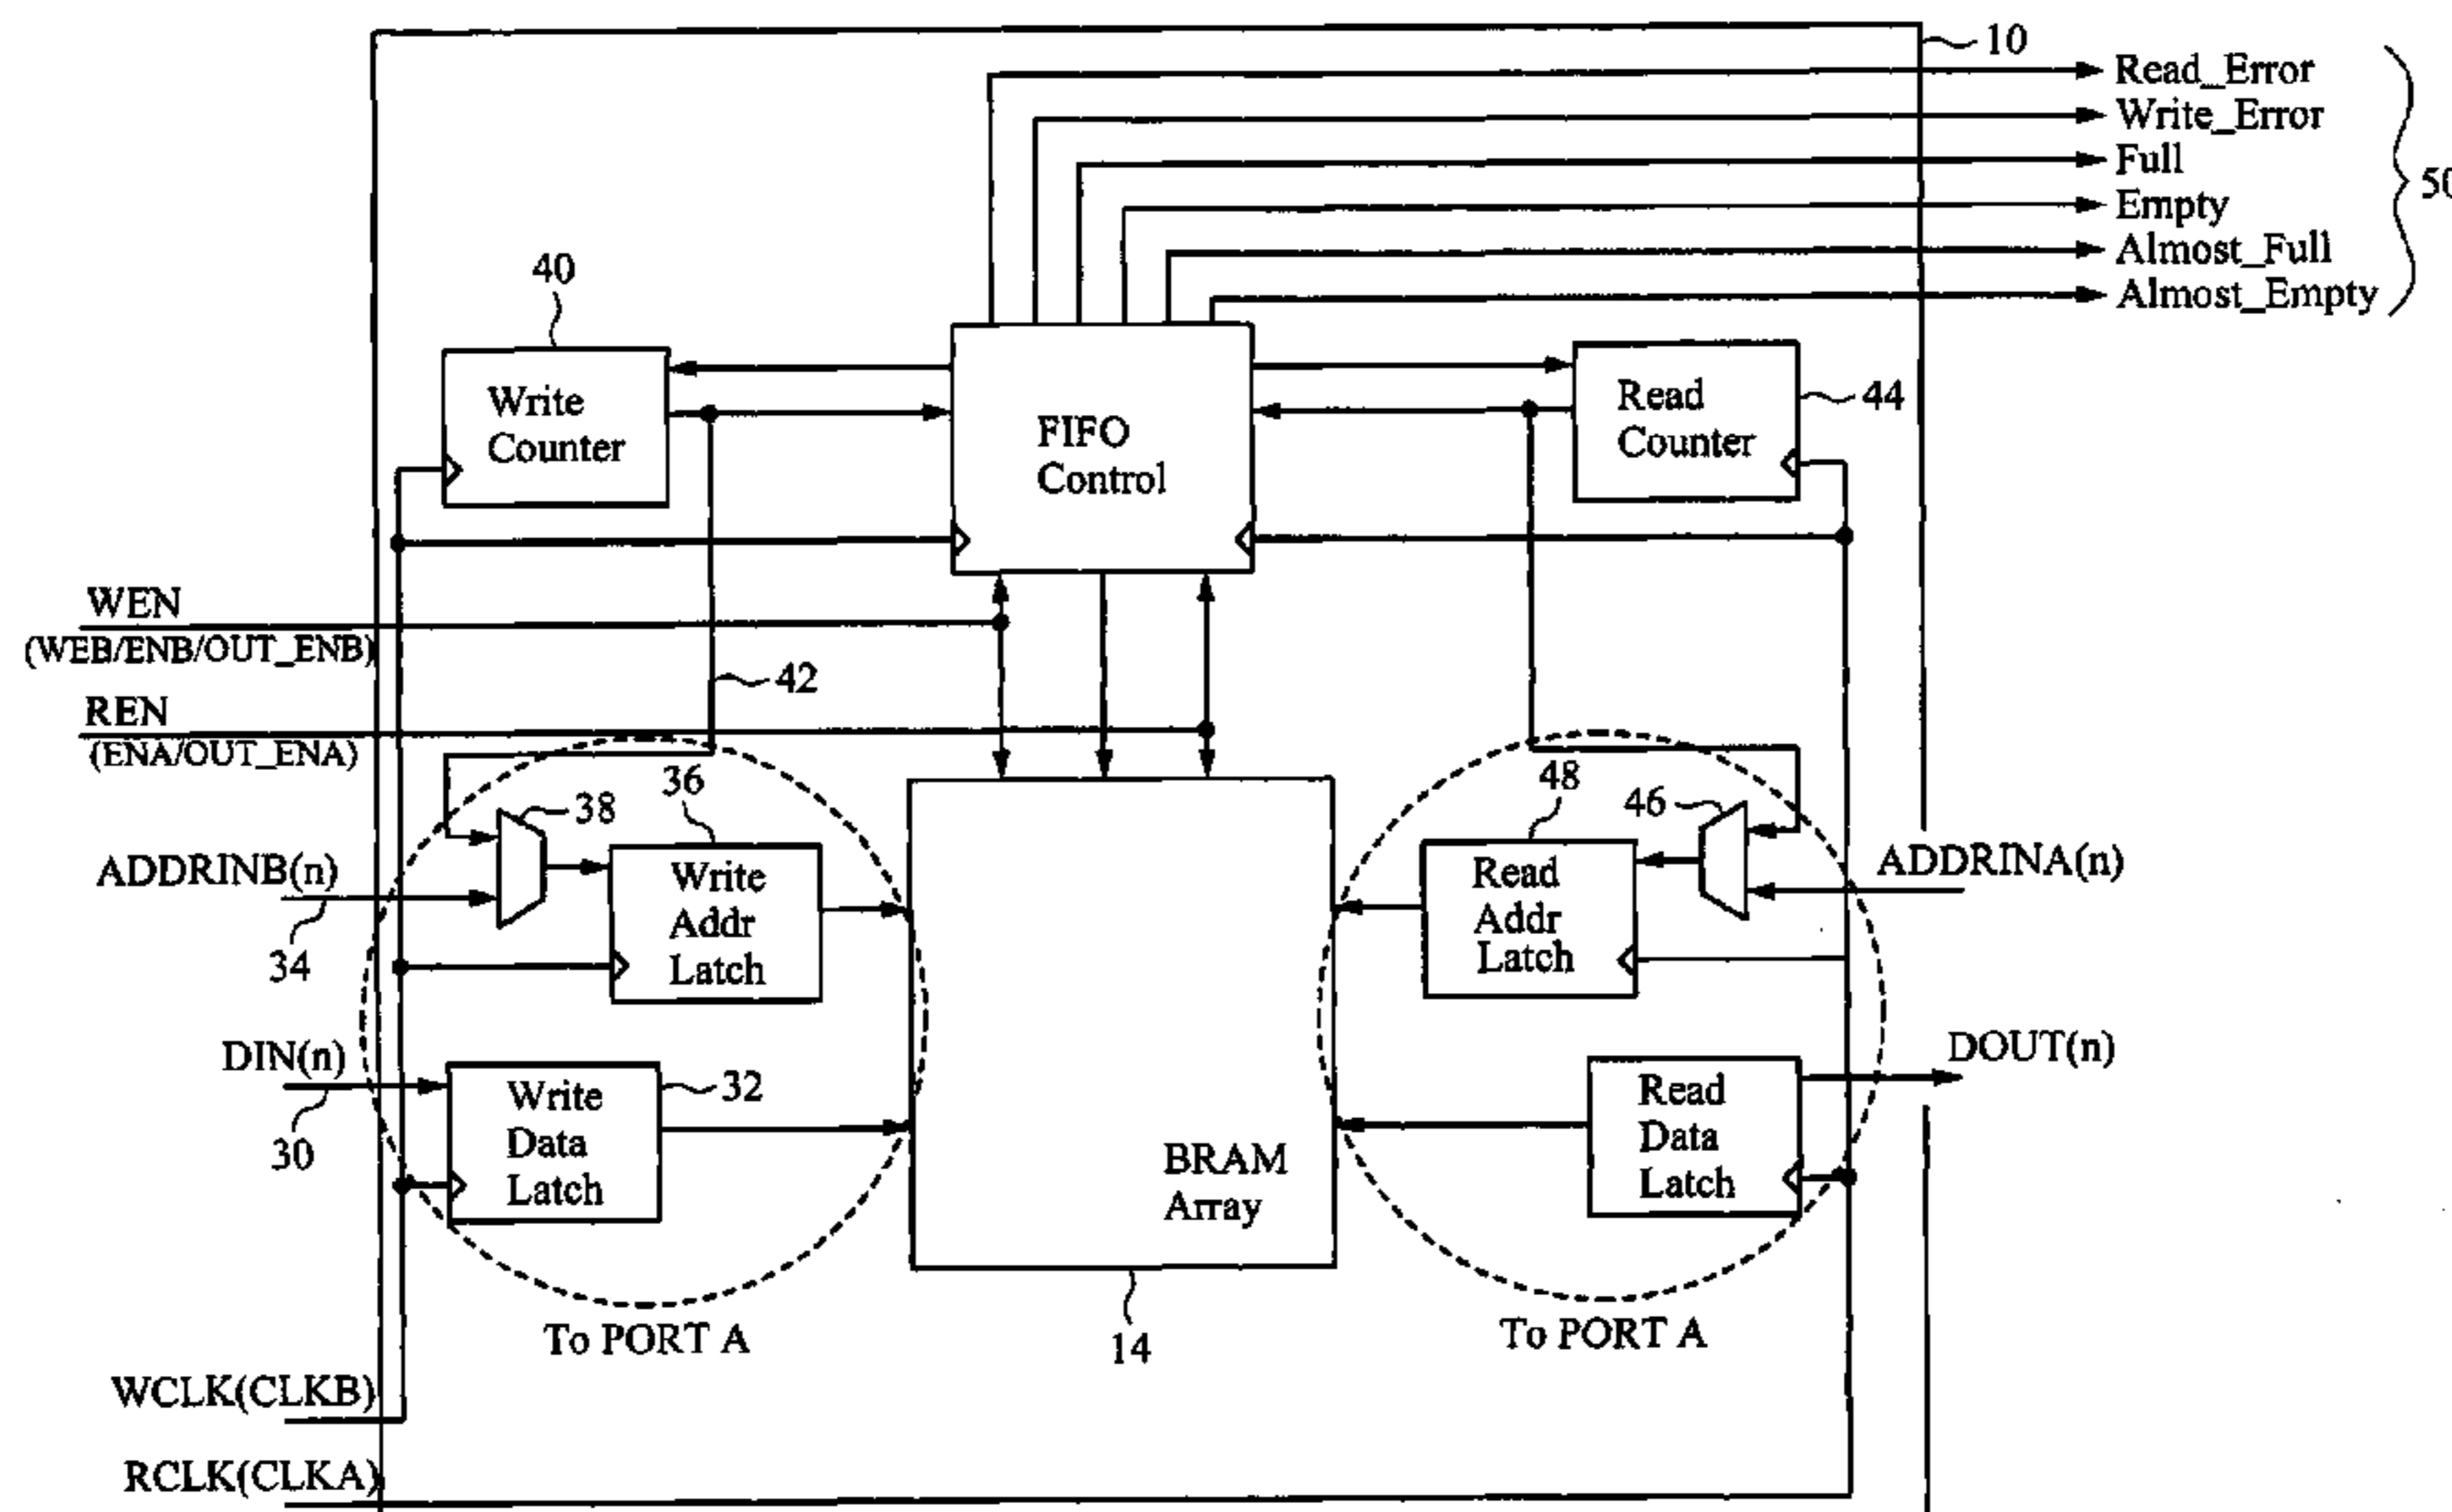 10
Read_Error
Write_Error
Full
Empty
Almost_Full
Almost_Empty
50
40
Write
Counter
FIFO
Control
Read
Counter
44
WEN
(WEB/ENB/OUT_ENB)
42
REN
(ENA/OUT_ENA)
38
36
48
46
ADDRINB(n)
34
Write
Addr
Latch
Read
Addr
Latch
ADDRINA(n)
DIN(n)
30
Write
Data
Latch
32
BRAM
Array
Read
Data
Latch
DOUT(n)
To PORT A
14
To PORT A
WCLK(CLKB)
RCLK(CLKA)